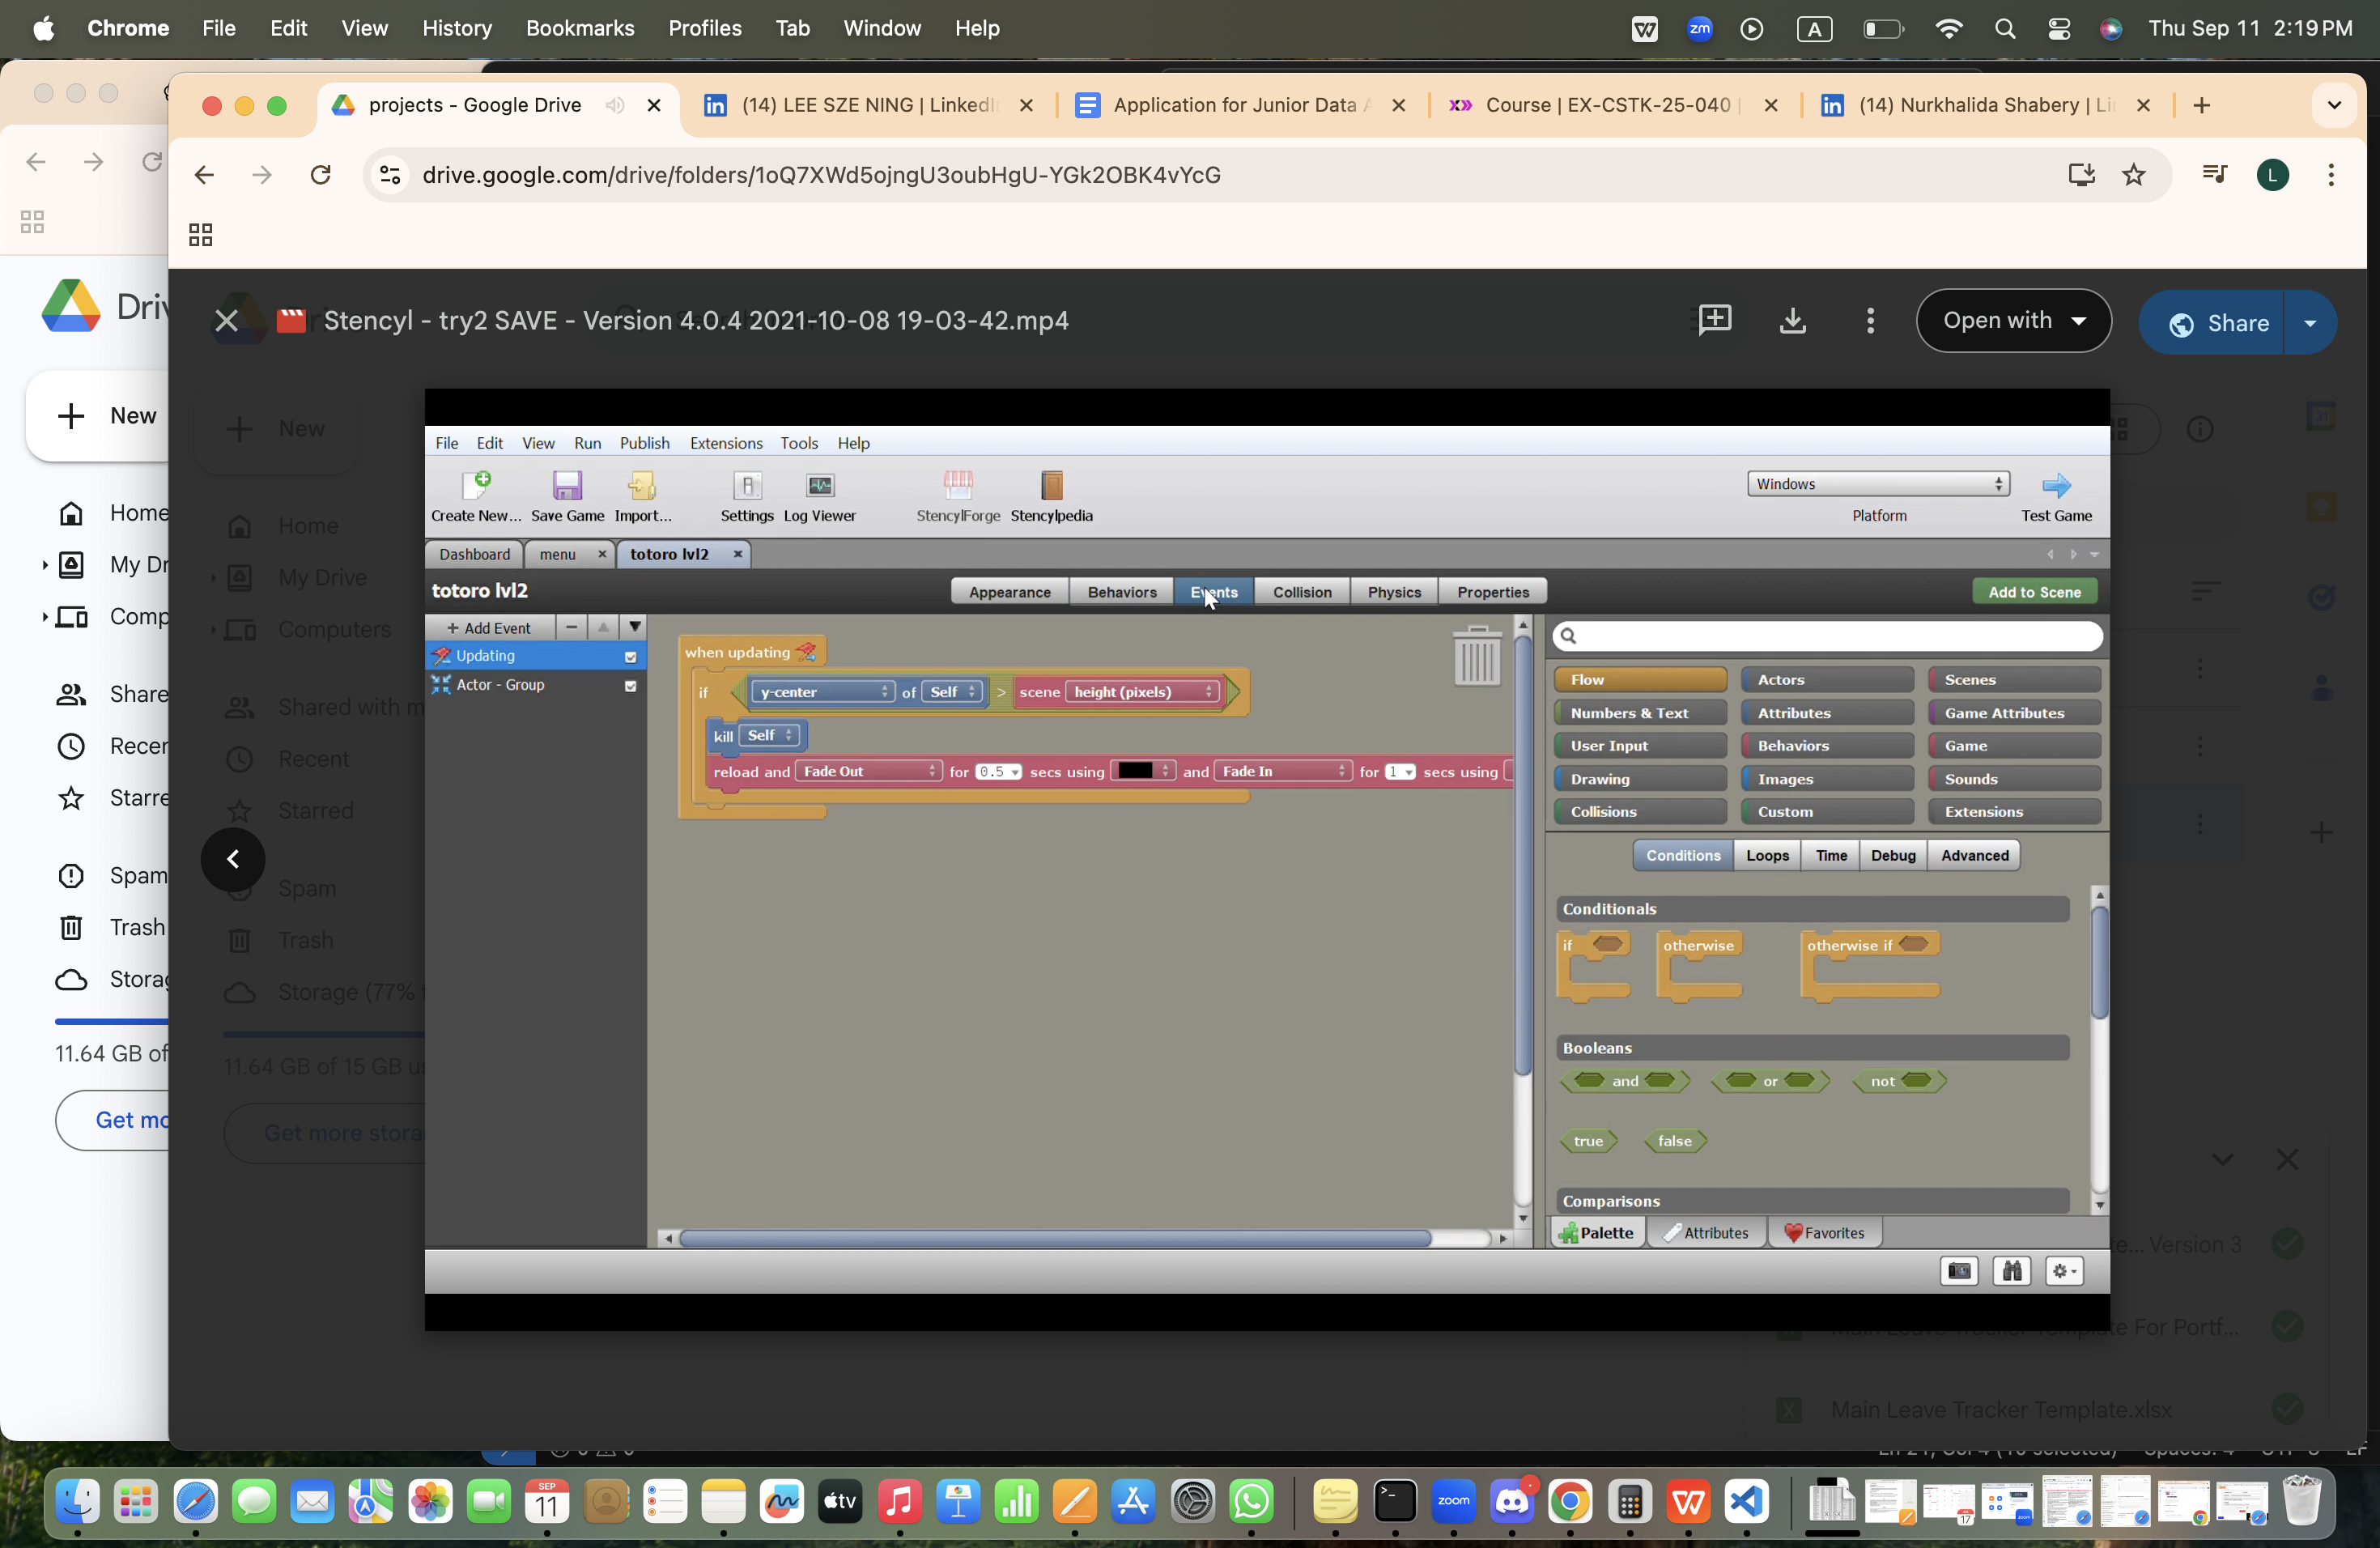 Chrome File Edit View History Bookmarks Profiles Tab Window Help zm A Thu Sep 11 2:19 PM
projects - Google Drive (14) LEE SZE NING | LinkedI Application for Junior Data Course | EX-CSTK-25-040 | (14) Nurkhalida Shabery | Li
drive.google.com/drive/folders/1oQ7XWd5ojngU3oubHgU-YGk2OBK4vYcG L
Stencyl - try2 SAVE - Version 4.0.4 2021-10-08 19-03-42.mp4 Open with Share
Driv
New
Home
My Dr
Comp
Share
Recen
Starre
Spam
Trash
Storag
11.64 GB of
Get mo
New
Home
My Drive
Computers
Shared with m
Recent
Starred
Spam
Trash
Storage (77%
11.64 GB of 15 GB u
Get more stora
File Edit View Run Publish Extensions Tools Help
Create New... Save Game Import... Settings Log Viewer StencylForge Stencylpedia
Windows
Platform Test Game
Dashboard menu totoro lvl2
totoro lvl2 Appearance Behaviors Events Collision Physics Properties Add to Scene
+ Add Event
Updating
Actor - Group
when updating
if y-center of Self > scene height (pixels)
kill Self
reload and Fade Out for 0.5 secs using and Fade In for 1 secs using
Flow Actors Scenes
Numbers & Text Attributes Game Attributes
User Input Behaviors Game
Drawing Images Sounds
Collisions Custom Extensions
Conditions Loops Time Debug Advanced
Conditionals
if otherwise otherwise if
Booleans
and or not
true false
Comparisons
Palette Attributes Favorites
31
Version 3
Main Leave Tracker Template For Portf...
Main Leave Tracker Template.xlsx
SEP
11
tv
zoom
17